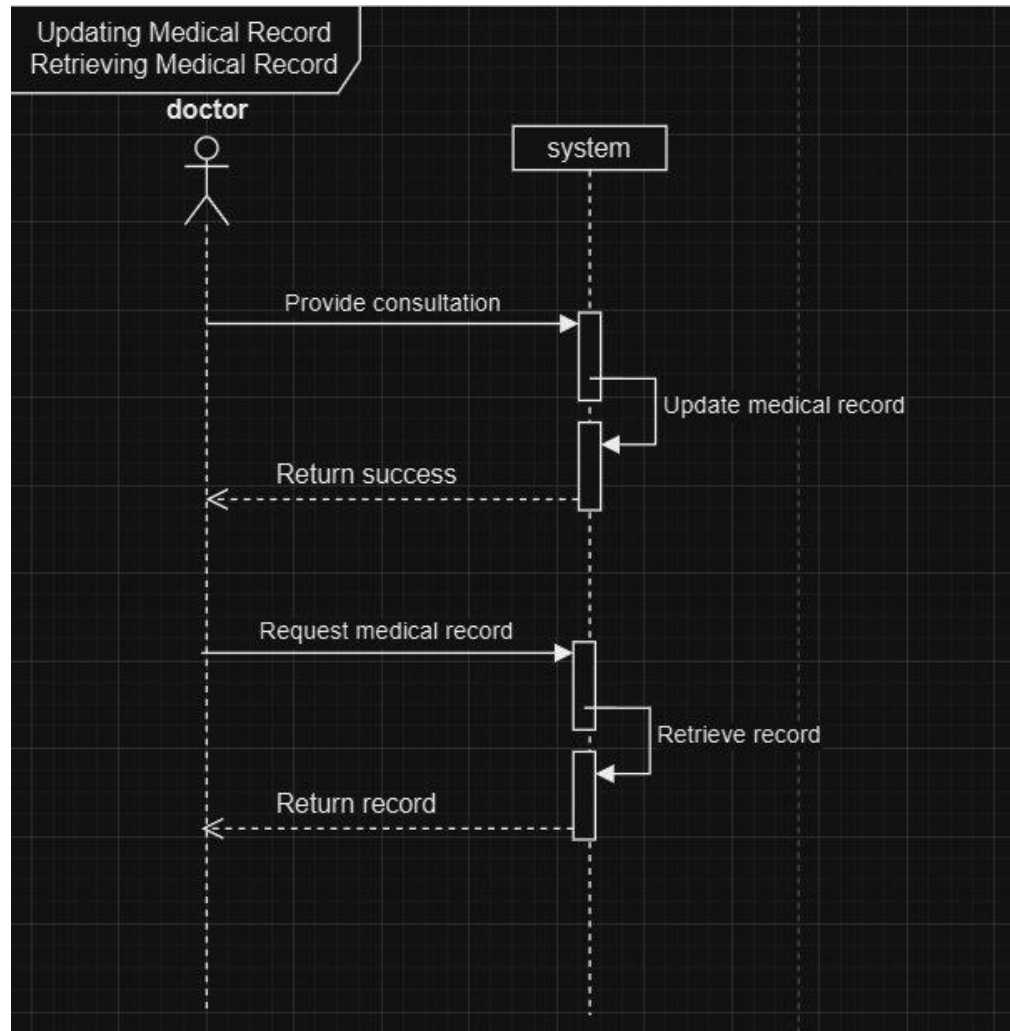 Updating Medical Record
Retrieving Medical Record
doctor
system
Provide consultation
Update medical record
Return success
Request medical record
Retrieve record
Return record